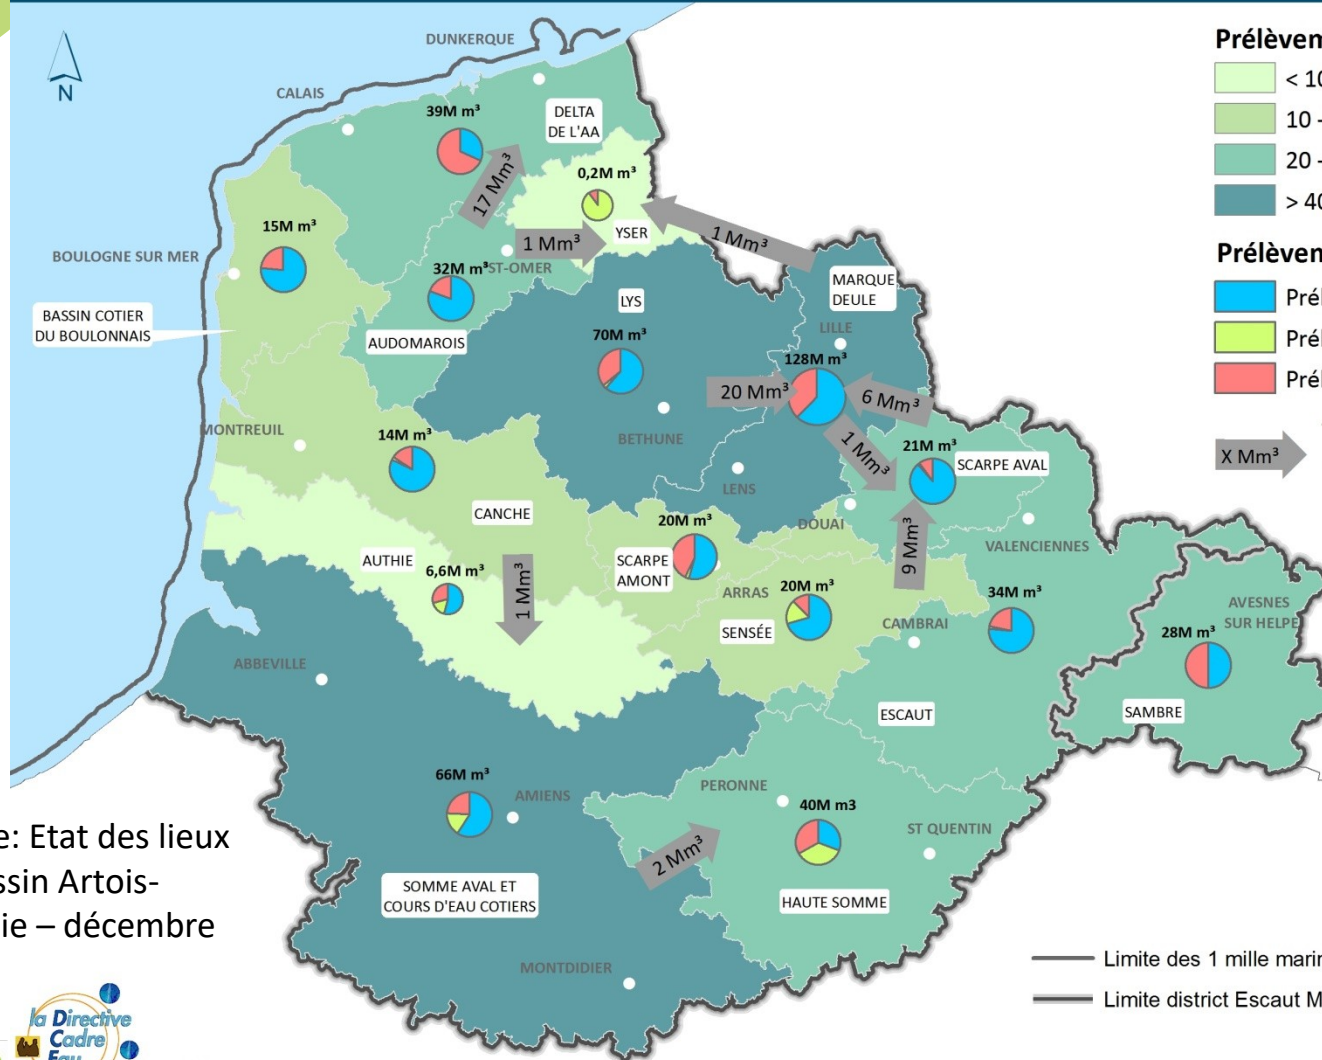 DUNKERQUE
N
CALAIS
39M m³
DELTA
DE L'AA
17 Mm³
0,2M m³
YSER
1 Mm³
1 Mm³
15M m³
BOULOGNE SUR MER
BASSIN COTIER
DU BOULONNAIS
32M m³
ST-OMER
AUDOMAROIS
LYS
70M m³
BETHUNE
MARQUE
DEULE
LILLE
128M m³
20 Mm³
6 Mm³
1 Mm³
21M m³
SCARPE AVAL
LENS
DOUAI
VALENCIENNES
9 Mm³
MONTREUIL
14M m³
CANCHE
AUTHIE
6,6M m³
1 Mm³
20M m³
SCARPE
AMONT
ARRAS
20M m³
SENSÉE
CAMBRAI
34M m³
ESCAUT
AVESNES
SUR HELPE
28M m³
SAMBRE
ABBEVILLE
66M m³
AMIENS
SOMME AVAL ET
COURS D'EAU COTIERS
MONTDIDIER
2 Mm³
PERONNE
40M m3
ST QUENTIN
HAUTE SOMME
Prélèvem
< 10
10 -
20 -
> 40
Prélèvem
Prél
Prél
Prél
X Mm³
Limite des 1 mille marin
Limite district Escaut M
e: Etat des lieux
ssin Artois-
ie – décembre
la Directive
Cadre
Eau